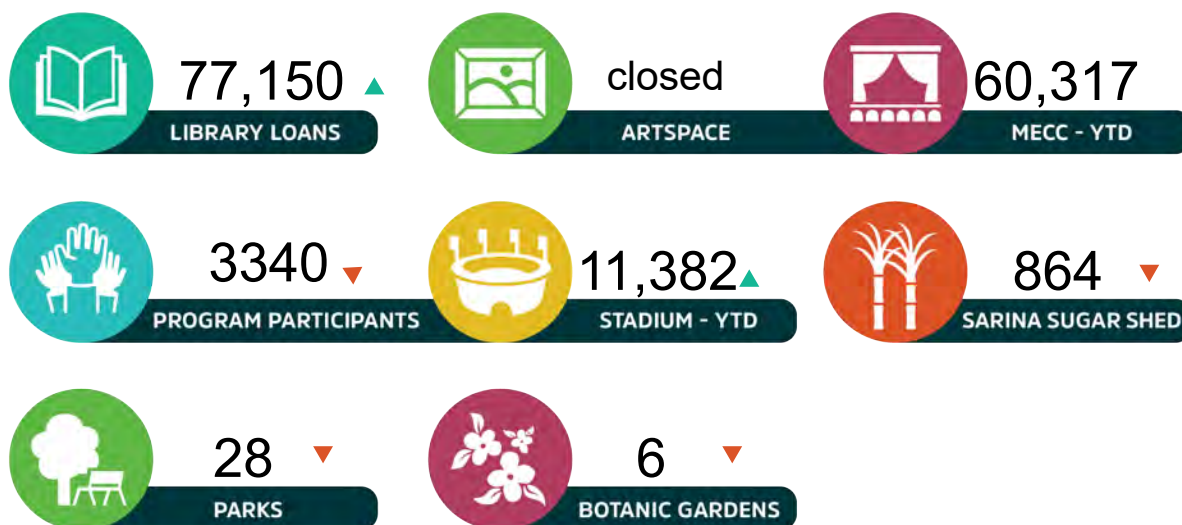 77,150
LIBRARY LOANS
closed
ARTSPACE
60,317
MECC - YTD
3340
PROGRAM PARTICIPANTS
11,382
STADIUM - YTD
864
SARINA SUGAR SHED
28
PARKS
6
BOTANIC GARDENS